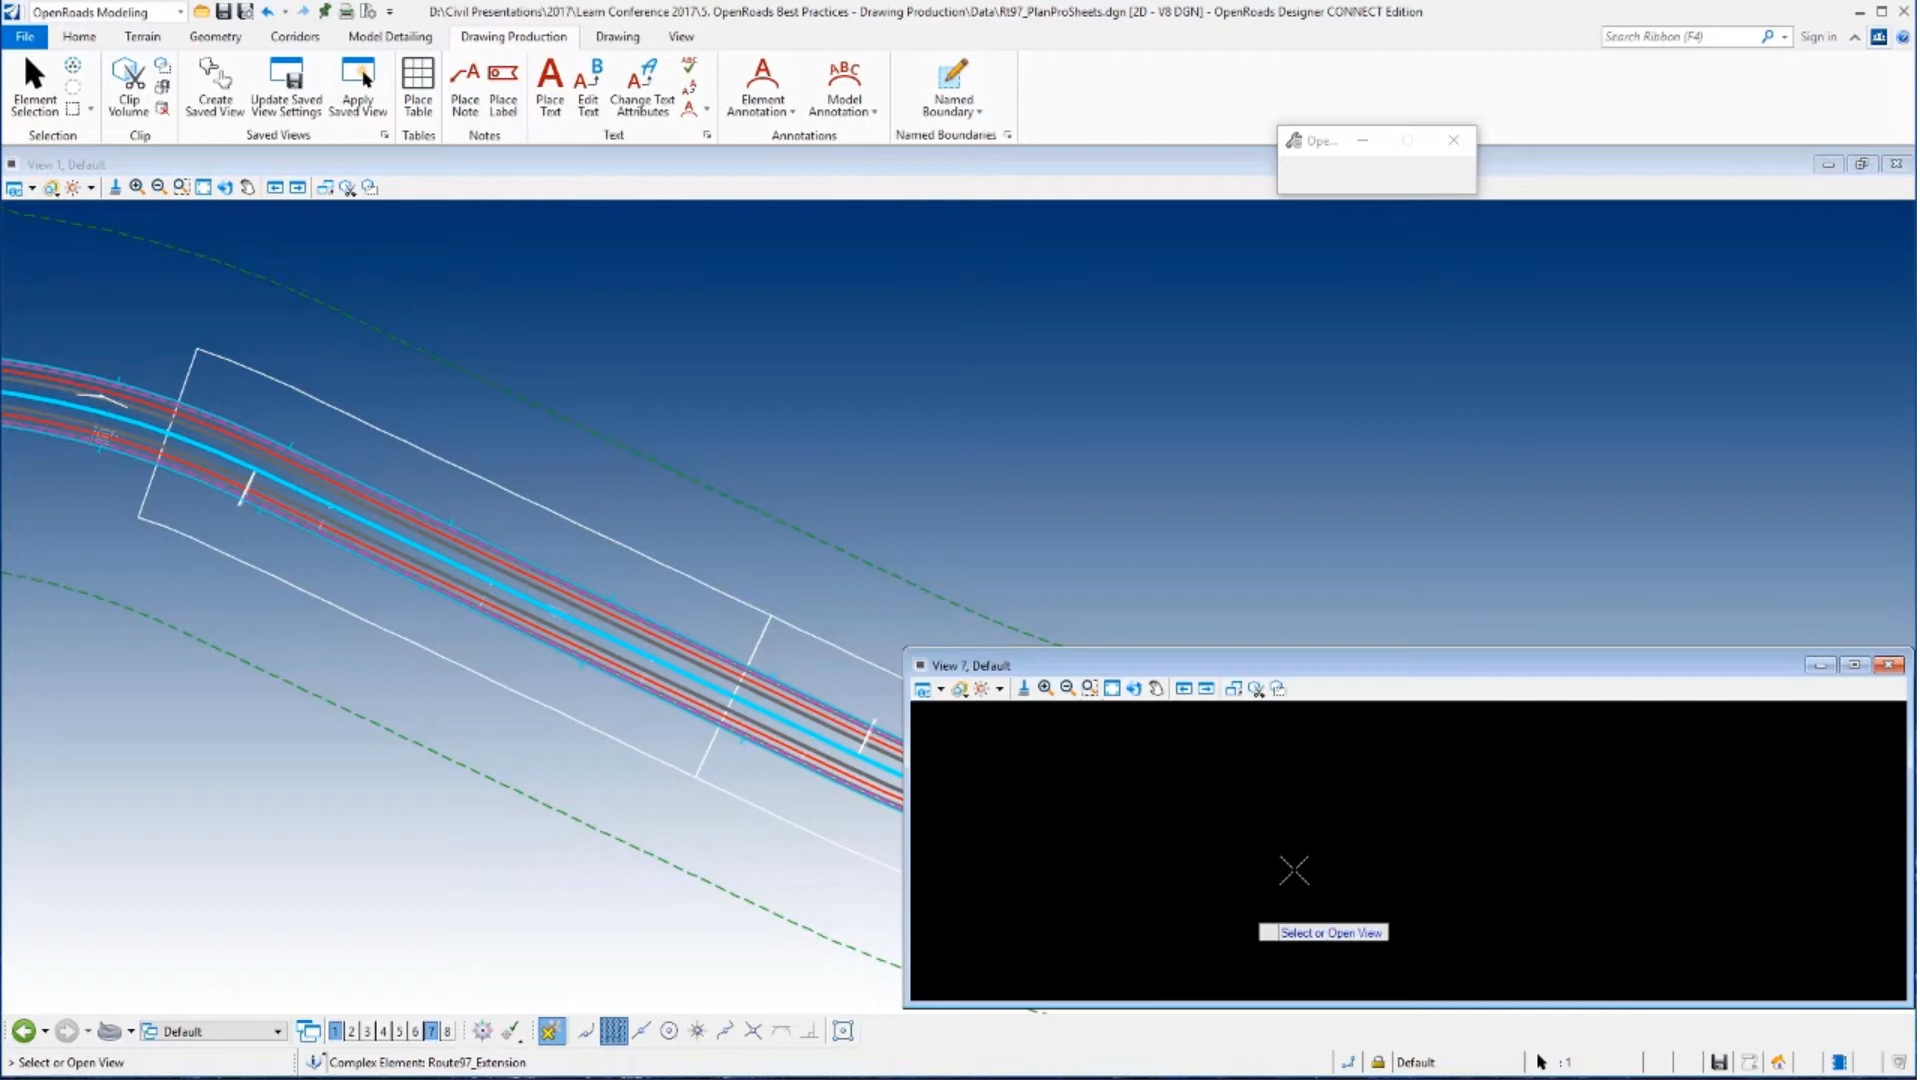 OpenRoads Modeling
D:\Civil Presentations\2017\Learn Conference 2017\5. OpenRoads Best Practices - Drawing Production\Data\Rt97_PlanProSheets.dgn [2D - V8 DGN] - OpenRoads Designer CONNECT Edition
File Home Terrain Geometry Corridors Model Detailing Drawing Production Drawing View Search Ribbon (F4) Sign in
Element Selection
Clip Volume
Create Saved View
Update Saved View Settings
Apply Saved View
Place Table
Place Note
Place Label
Place Text
Edit Text
Change Text Attributes
Element Annotation
Model Annotation
Named Boundary
Selection Clip Saved Views Tables Notes Text Annotations Named Boundaries
Ope...
View 1, Default
View 7, Default
Select or Open View
Default 1 2 3 4 5 6 7 8
> Select or Open View Complex Element: Route97_Extension Default : 1